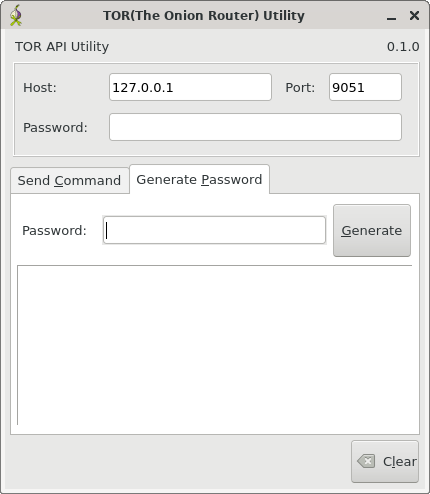 TOR(The Onion Router) Utility
TOR API Utility 0.1.0
Host: 127.0.0.1 Port: 9051
Password:
Send Command Generate Password
Password: Generate
Clear